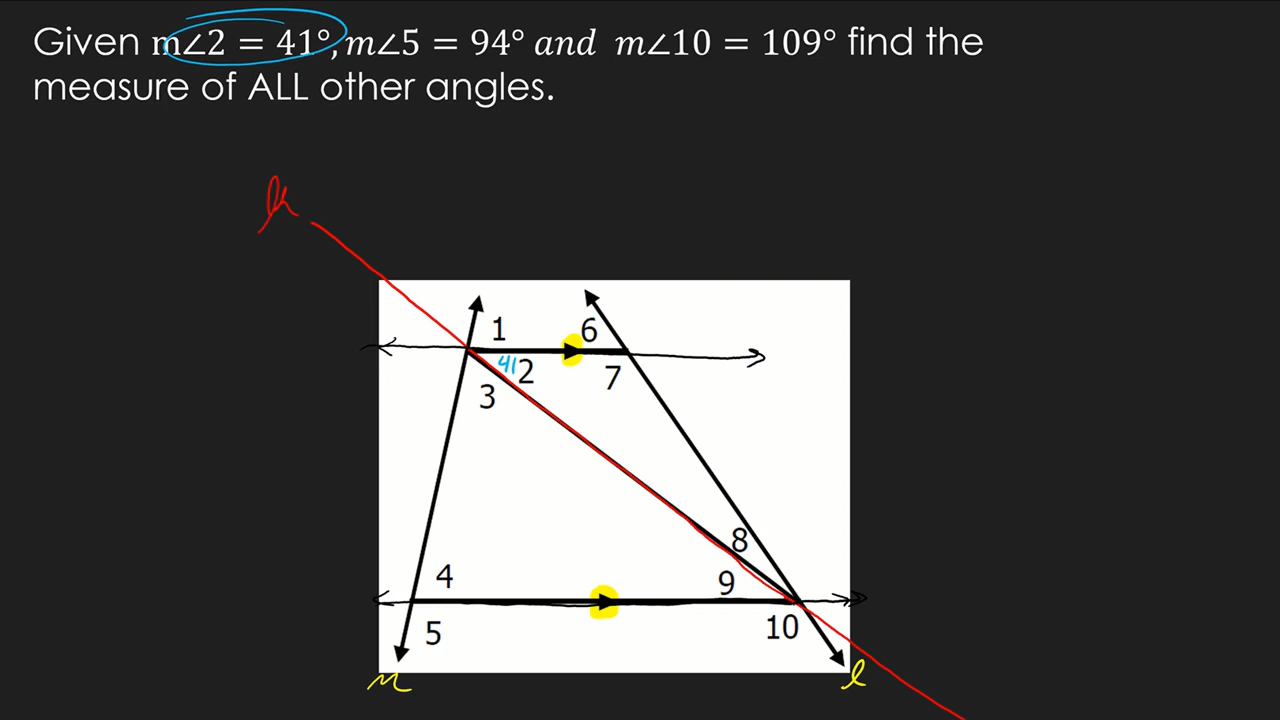 Given m∠2 = 41°, m∠5 = 94° and m∠10 = 109° find the
measure of ALL other angles.
k
1
6
41
2
7
3
8
4
9
5
10
m
l